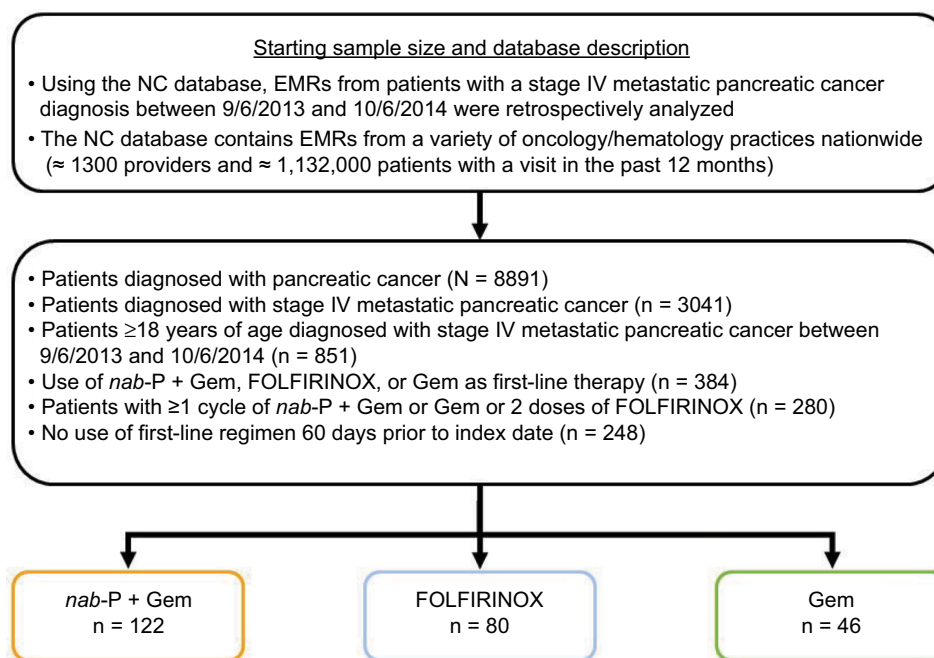 Starting sample size and database description
• Using the NC database, EMRs from patients with a stage IV metastatic pancreatic cancer
diagnosis between 9/6/2013 and 10/6/2014 were retrospectively analyzed
• The NC database contains EMRs from a variety of oncology/hematology practices nationwide
(≈ 1300 providers and ≈ 1,132,000 patients with a visit in the past 12 months)
• Patients diagnosed with pancreatic cancer (N = 8891)
• Patients diagnosed with stage IV metastatic pancreatic cancer (n = 3041)
• Patients ≥18 years of age diagnosed with stage IV metastatic pancreatic cancer between
9/6/2013 and 10/6/2014 (n = 851)
• Use of nab-P + Gem, FOLFIRINOX, or Gem as first-line therapy (n = 384)
• Patients with ≥1 cycle of nab-P + Gem or Gem or 2 doses of FOLFIRINOX (n = 280)
• No use of first-line regimen 60 days prior to index date (n = 248)
nab-P + Gem
n = 122
FOLFIRINOX
n = 80
Gem
n = 46